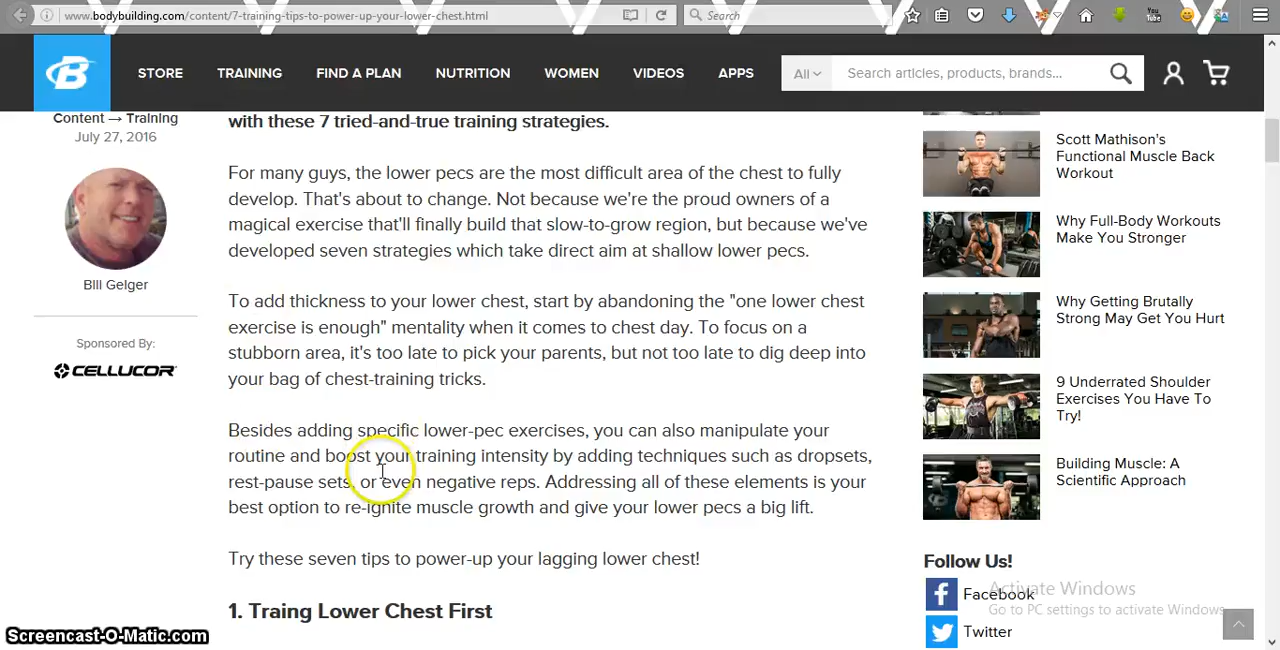 www.bodybuilding.com/content/7-training-tips-to-power-up-your-lower-chest.html
Search
STORE
TRAINING
FIND A PLAN
NUTRITION
WOMEN
VIDEOS
APPS
All
Search articles, products, brands...
Content → Training
July 27, 2016
Bill Geiger
Sponsored By:
CELLUCOR
with these 7 tried-and-true training strategies.
For many guys, the lower pecs are the most difficult area of the chest to fully
develop. That's about to change. Not because we're the proud owners of a
magical exercise that'll finally build that slow-to-grow region, but because we've
developed seven strategies which take direct aim at shallow lower pecs.
To add thickness to your lower chest, start by abandoning the "one lower chest
exercise is enough" mentality when it comes to chest day. To focus on a
stubborn area, it's too late to pick your parents, but not too late to dig deep into
your bag of chest-training tricks.
Besides adding specific lower-pec exercises, you can also manipulate your
routine and boost your training intensity by adding techniques such as dropsets,
rest-pause sets, or even negative reps. Addressing all of these elements is your
best option to re-ignite muscle growth and give your lower pecs a big lift.
Try these seven tips to power-up your lagging lower chest!
1. Traing Lower Chest First
Scott Mathison's
Functional Muscle Back
Workout
Why Full-Body Workouts
Make You Stronger
Why Getting Brutally
Strong May Get You Hurt
9 Underrated Shoulder
Exercises You Have To
Try!
Building Muscle: A
Scientific Approach
Follow Us!
Facebook
Twitter
Activate Windows
Go to PC settings to activate Windows.
You
Tube
Screencast-O-Matic.com